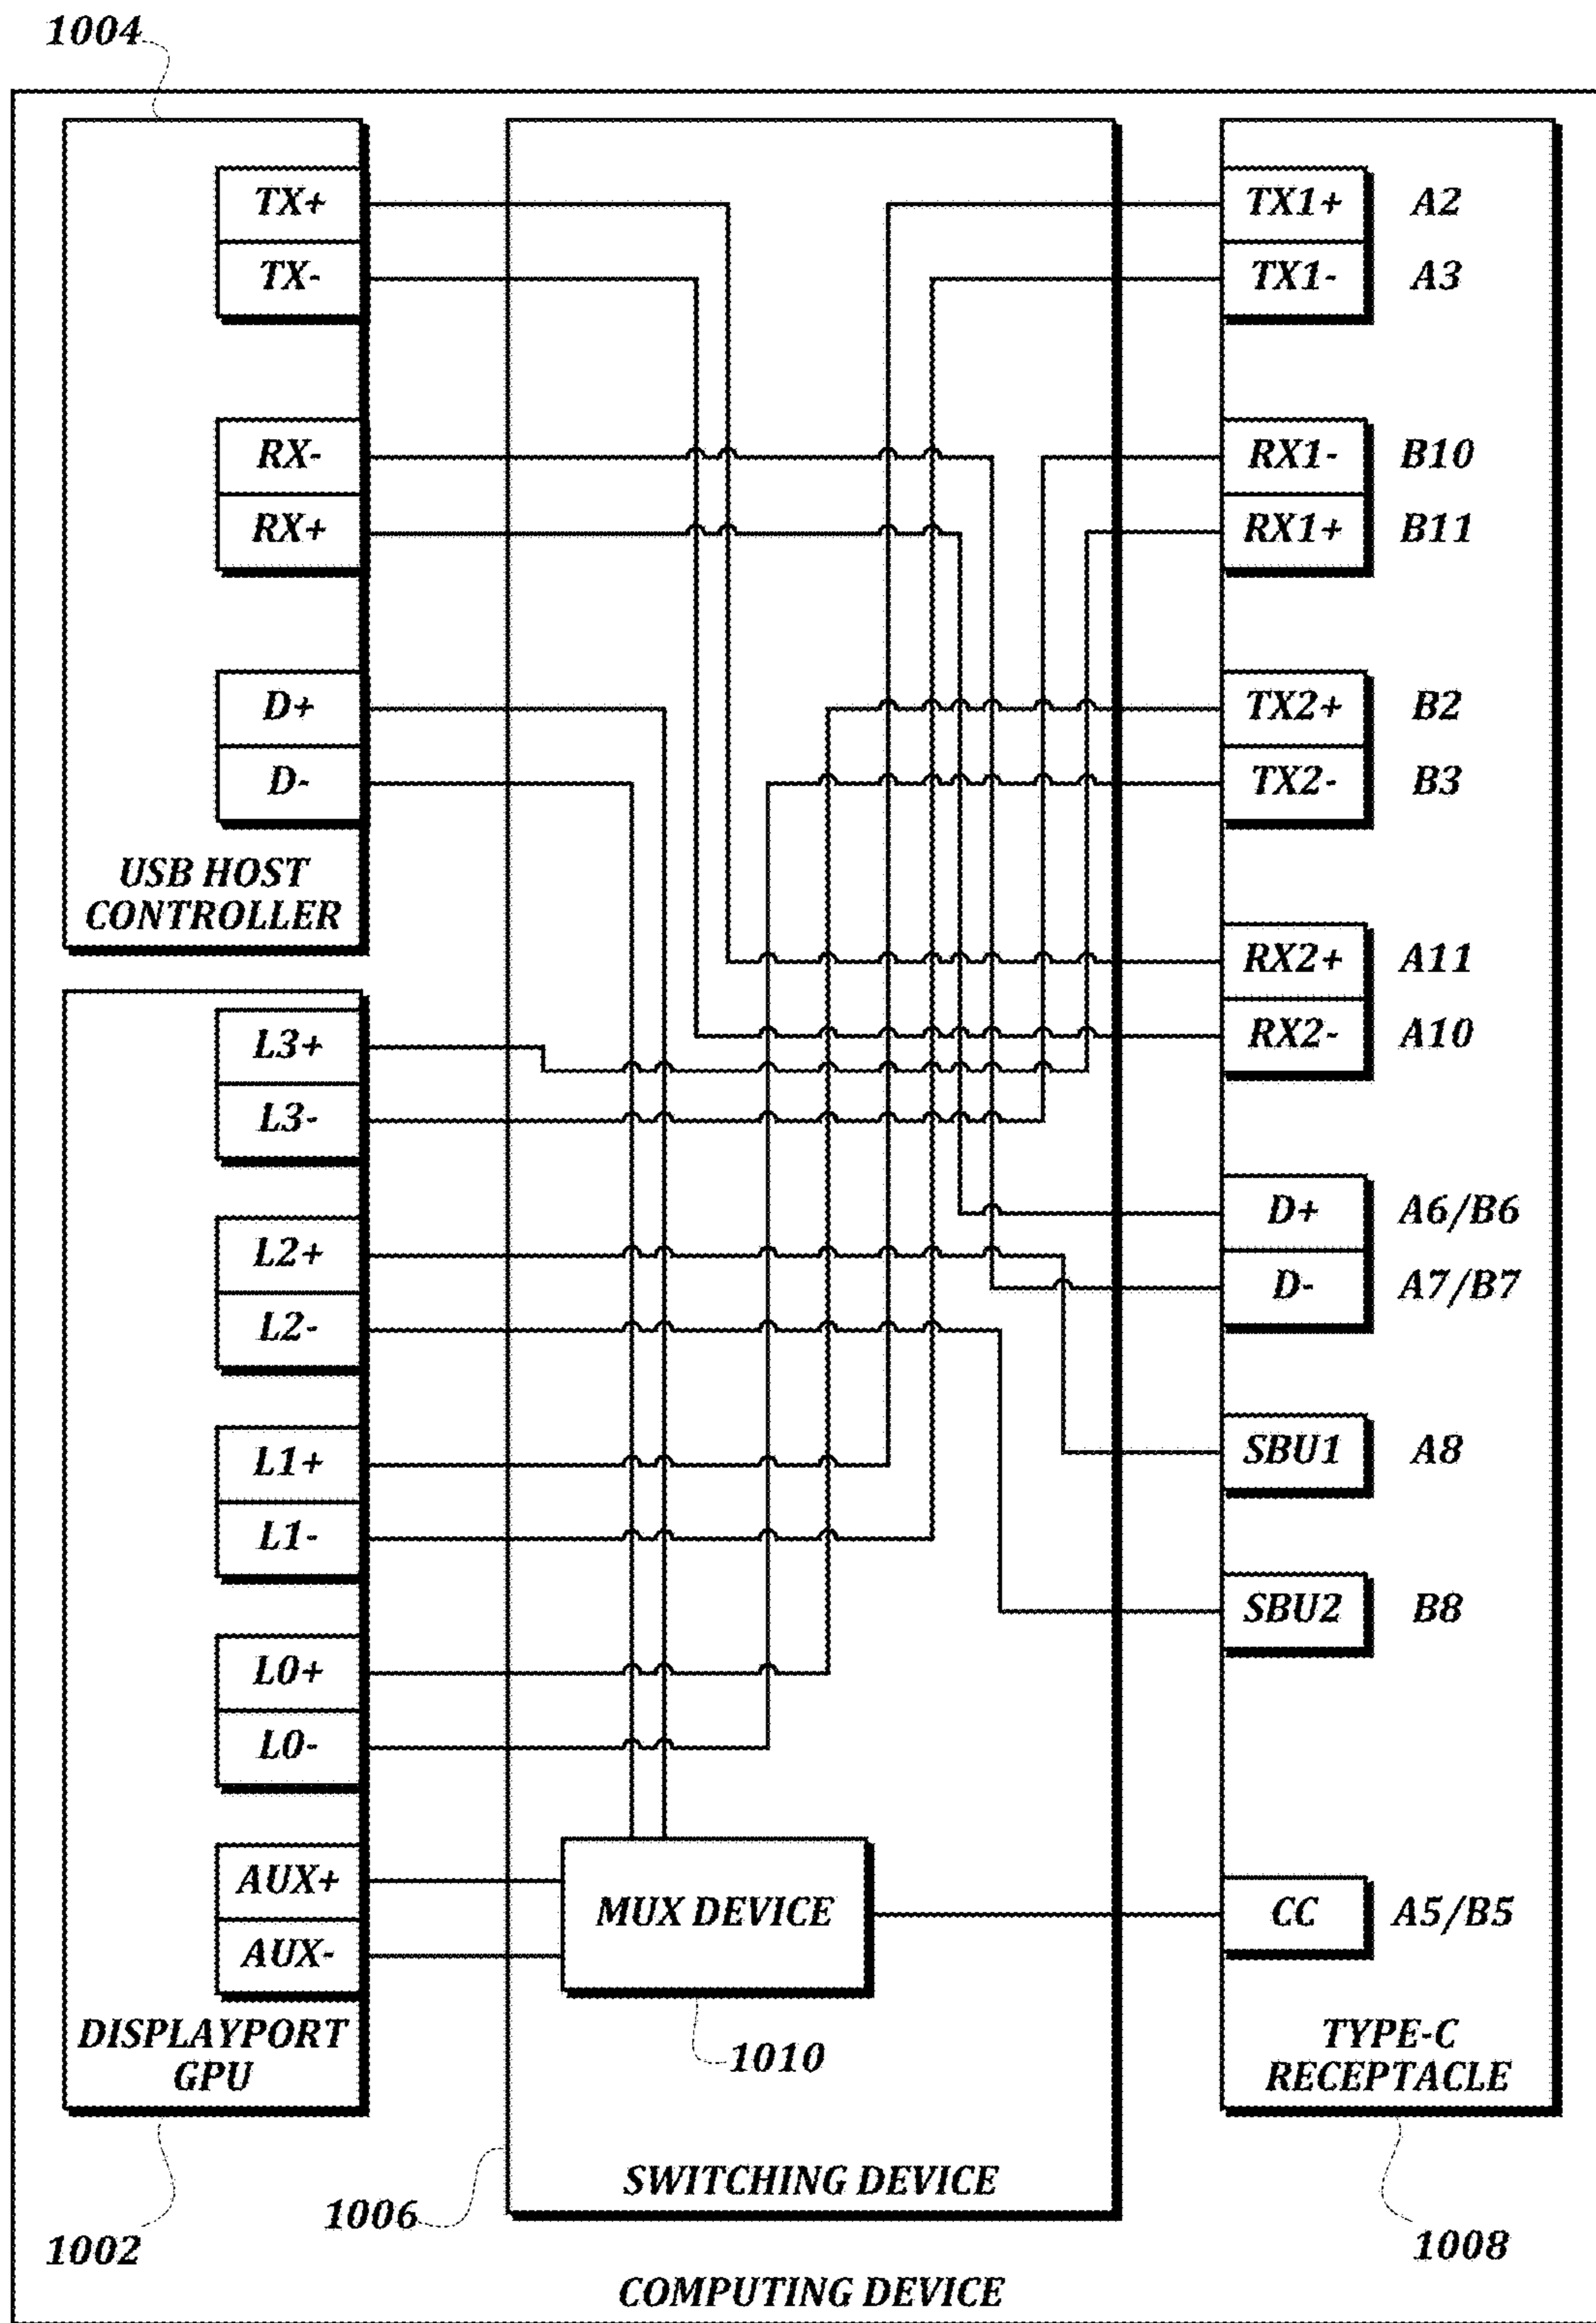 1004
TX+
TX-
RX-
RX+
D+
D-
USB HOST
CONTROLLER
L3+
L3-
L2+
L2-
L1+
L1-
L0+
L0-
AUX+
AUX-
DISPLAYPORT
GPU
1002
MUX DEVICE
1010
SWITCHING DEVICE
1006
TX1+ A2
TX1- A3
RX1- B10
RX1+ B11
TX2+ B2
TX2- B3
RX2+ A11
RX2- A10
D+ A6/B6
D- A7/B7
SBU1 A8
SBU2 B8
CC A5/B5
TYPE-C
RECEPTACLE
1008
COMPUTING DEVICE